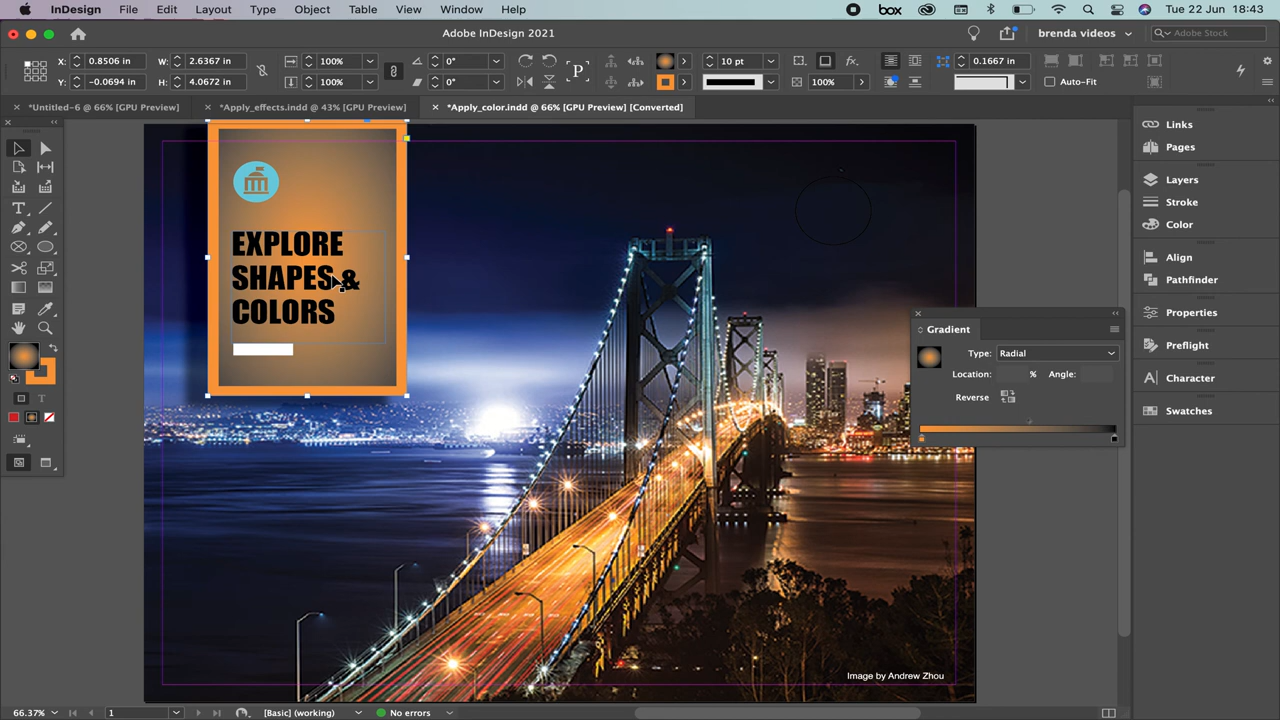 InDesign File Edit Layout Type Object Table View Window Help box Tue 22 Jun 18:43
Adobe InDesign 2021 brenda videos Adobe Stock
X: 0.8506 in W: 2.6367 in 100% 0° P 10 pt fx. 0.1667 in
Y: -0.0694 in H: 4.0672 in 100% 0° 100% Auto-Fit
*Untitled-6 @ 66% [GPU Preview] *Apply_effects.indd @ 43% [GPU Preview] *Apply_color.indd @ 66% [GPU Preview] [Converted]
EXPLORE
SHAPES &
COLORS
Image by Andrew Zhou
Gradient
Type: Radial
Location: % Angle:
Reverse
Links
Pages
Layers
Stroke
Color
Align
Pathfinder
Properties
Preflight
Character
Swatches
66.37% 1 [Basic] (working) No errors